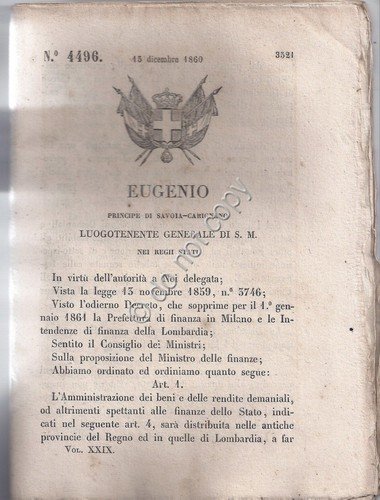 N.° 4496.
15 dicembre 1860
3521
EUGENIO
PRINCIPE DI SAVOIA-CARIGNANO
LUOGOTENENTE GENERALE DI S. M.
NEI REGII STATI
In virtù dell'autorità a Noi delegata;
Vista la legge 13 novembre 1859, n.° 3746;
Visto l'odierno Decreto, che sopprime per il 1.° gen-
naio 1861 la Prefettura di finanza in Milano e le In-
tendenze di finanza della Lombardia;
Sentito il Consiglio dei Ministri;
Sulla proposizione del Ministro delle finanze;
Abbiamo ordinato ed ordiniamo quanto segue:
Art. 1.
L'Amministrazione dei beni e delle rendite demaniali,
od altrimenti spettanti alle finanze dello Stato, indi-
cati nel seguente art. 4, sarà distribuita nelle antiche
provincie del Regno ed in quelle di Lombardia, a far
VOL. XXIX.
do not copy